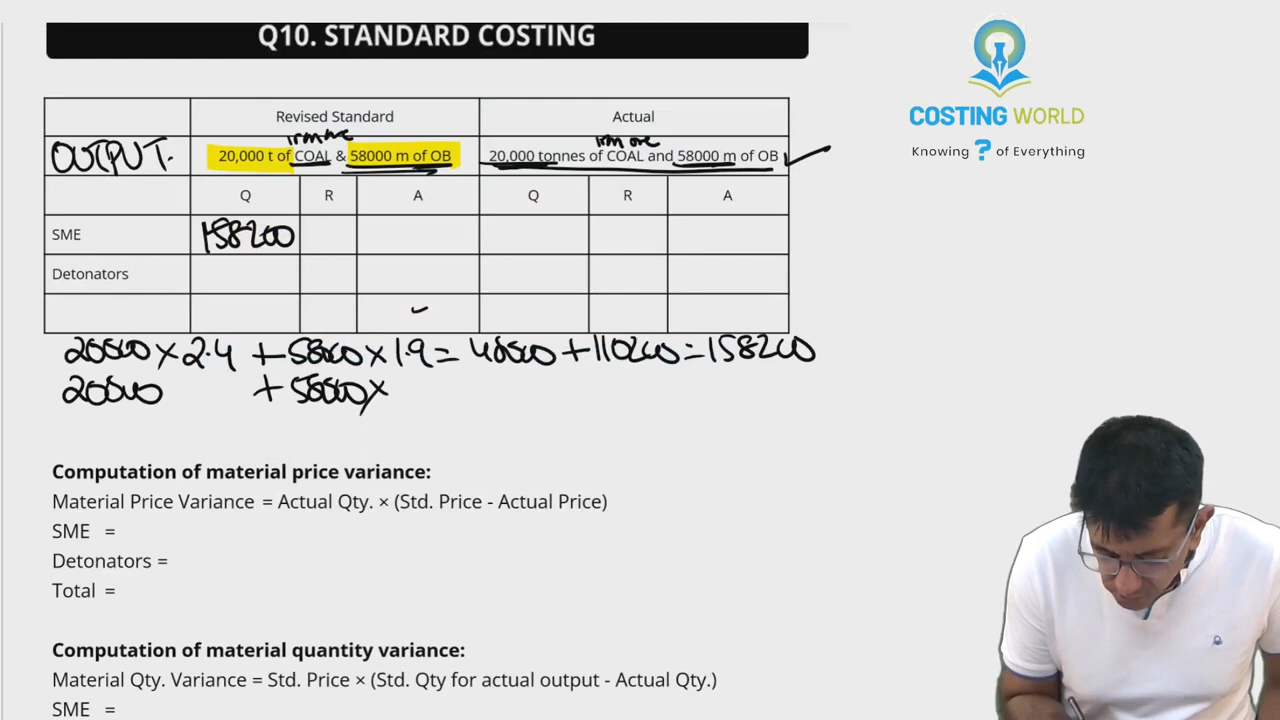 Q10. STANDARD COSTING
COSTING WORLD
Knowing ? of Everything
Revised Standard Actual
iron ore iron ore
OUTPUT. 20,000 t of COAL & 58000 m of OB 20,000 tonnes of COAL and 58000 m of OB
Q R A Q R A
SME 158200
Detonators
20000 × 2.4 + 58000 × 1.9 = 48000 + 110200 = 158200
20000 + 58000 ×
Computation of material price variance:
Material Price Variance = Actual Qty. × (Std. Price - Actual Price)
SME =
Detonators =
Total =
Computation of material quantity variance:
Material Qty. Variance = Std. Price × (Std. Qty for actual output - Actual Qty.)
SME =